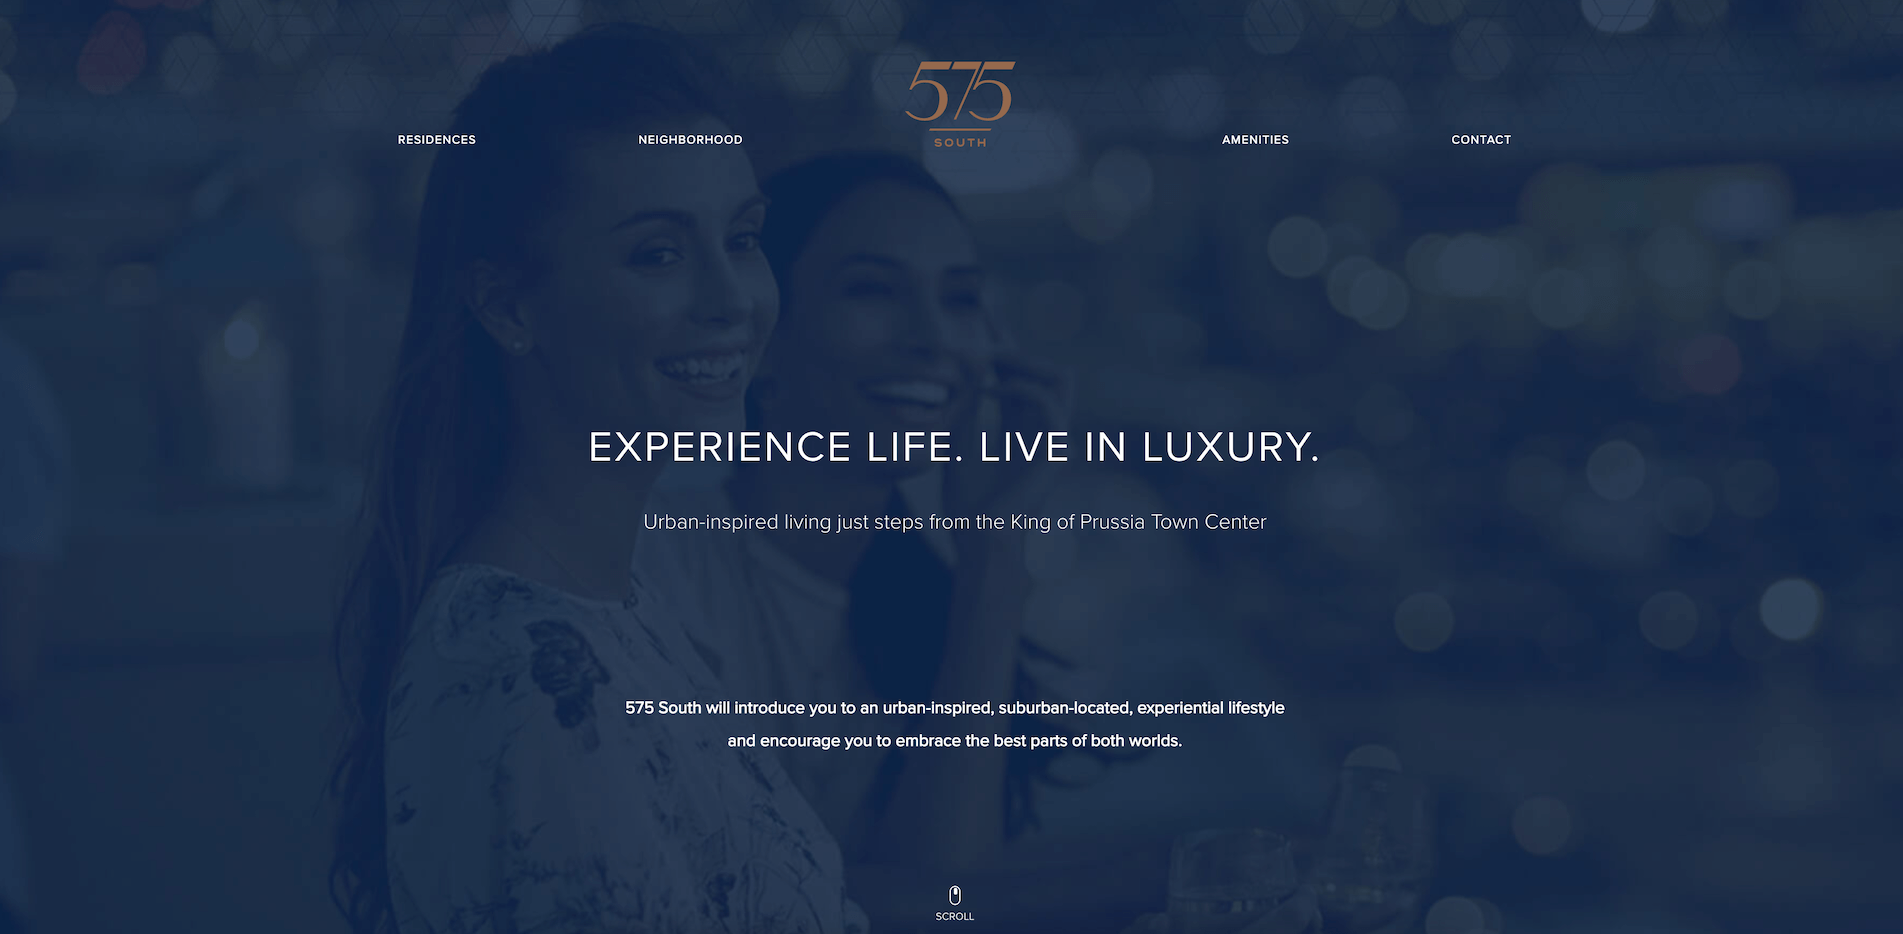 575
SOUTH
RESIDENCES
NEIGHBORHOOD
AMENITIES
CONTACT
EXPERIENCE LIFE. LIVE IN LUXURY.
Urban-inspired living just steps from the King of Prussia Town Center
575 South will introduce you to an urban-inspired, suburban-located, experiential lifestyle
and encourage you to embrace the best parts of both worlds.
SCROLL